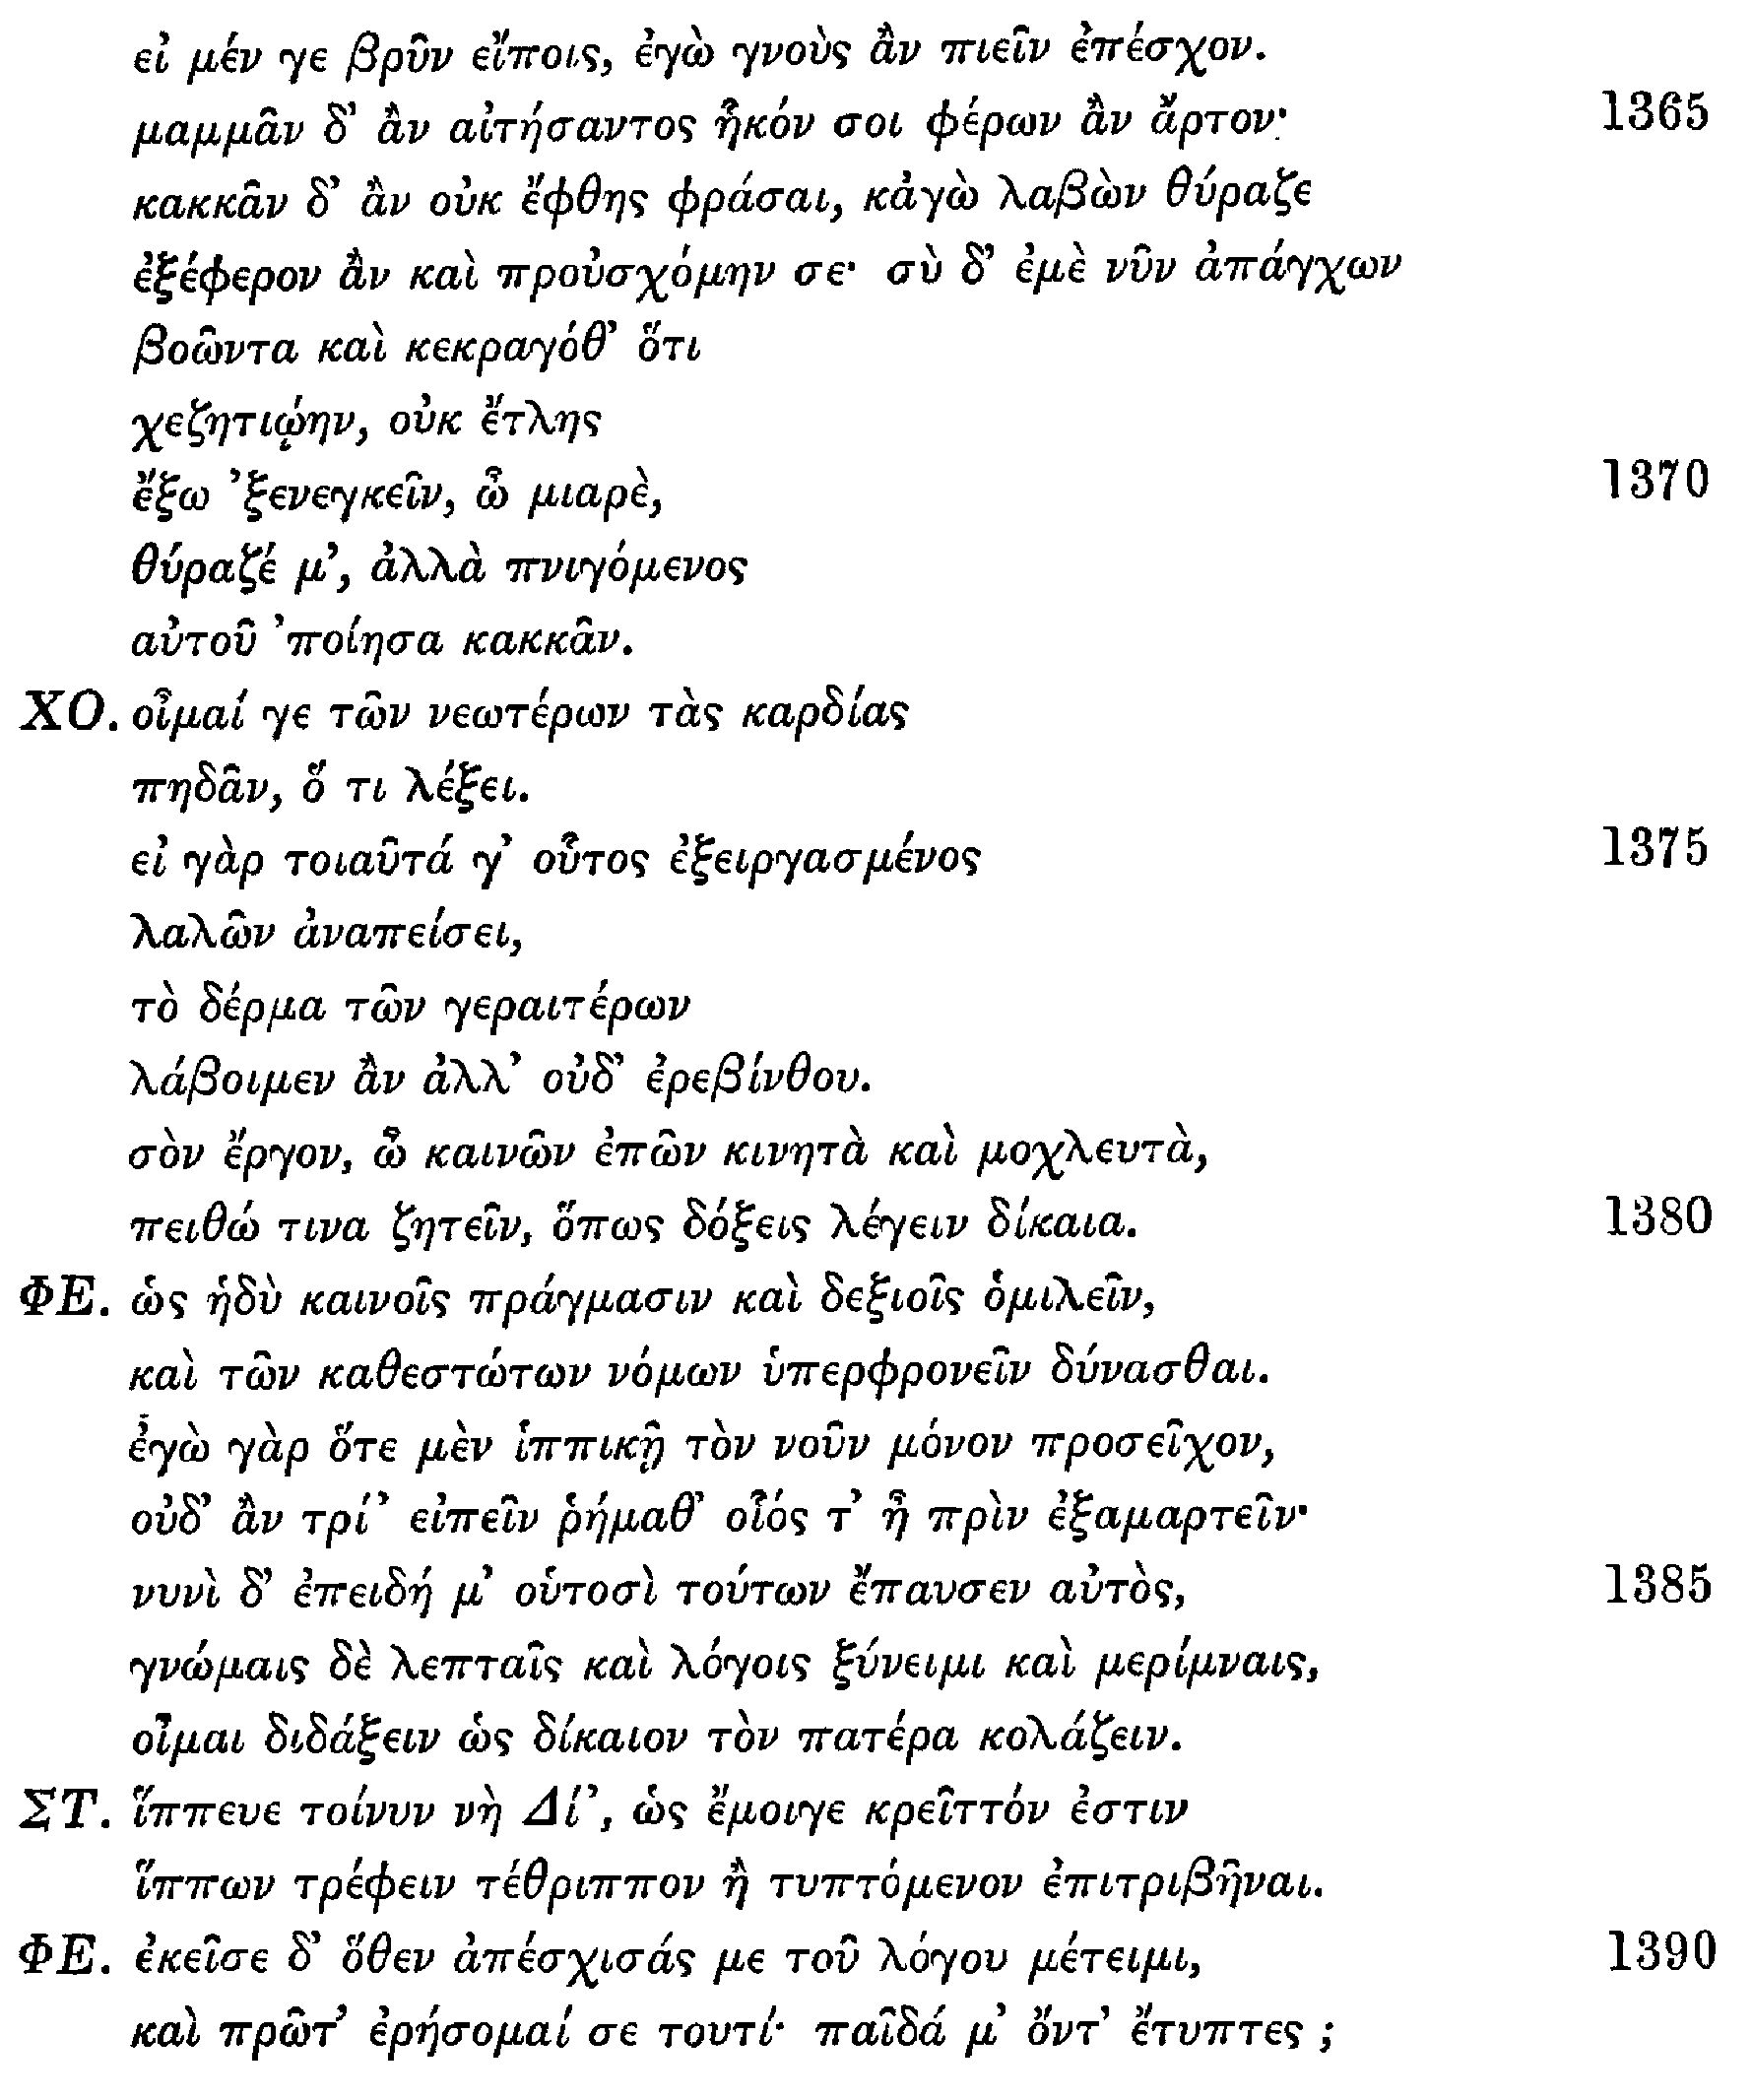 εἰ μέν γε βρῦν εἴποις, ἐγὼ γνοὺς ἂν πιεῖν ἐπέσχον.
μαμμᾶν δ’ ἂν αἰτήσαντος ἧκόν σοι φέρων ἂν ἄρτον· 1365
κακκᾶν δ’ ἂν οὐκ ἔφθης φράσαι, κἀγὼ λαβὼν θύραζε
ἐξέφερον ἂν καὶ προὐσχόμην σε· σὺ δ’ ἐμὲ νῦν ἀπάγχων
βοῶντα καὶ κεκραγόθ’ ὅτι
χεζητιῴην, οὐκ ἔτλης
ἔξω ’ξενεγκεῖν, ὦ μιαρὲ, 1370
θύραζέ μ’, ἀλλὰ πνιγόμενος
αὐτοῦ ’ποίησα κακκᾶν.
ΧΟ. οἶμαί γε τῶν νεωτέρων τὰς καρδίας
πηδᾶν, ὅ τι λέξει.
εἰ γὰρ τοιαῦτά γ’ οὗτος ἐξειργασμένος 1375
λαλῶν ἀναπείσει,
τὸ δέρμα τῶν γεραιτέρων
λάβοιμεν ἂν ἀλλ’ οὐδ’ ἐρεβίνθου.
σὸν ἔργον, ὦ καινῶν ἐπῶν κινητὰ καὶ μοχλευτὰ,
πειθώ τινα ζητεῖν, ὅπως δόξεις λέγειν δίκαια. 1380
ΦΕ. ὡς ἡδὺ καινοῖς πράγμασιν καὶ δεξιοῖς ὁμιλεῖν,
καὶ τῶν καθεστώτων νόμων ὑπερφρονεῖν δύνασθαι.
ἐγὼ γὰρ ὅτε μὲν ἱππικῇ τὸν νοῦν μόνον προσεῖχον,
οὐδ’ ἂν τρί’ εἰπεῖν ῥήμαθ’ οἷός τ’ ἦ πρὶν ἐξαμαρτεῖν·
νυνὶ δ’ ἐπειδή μ’ οὑτοσὶ τούτων ἔπαυσεν αὐτὸς, 1385
γνώμαις δὲ λεπταῖς καὶ λόγοις ξύνειμι καὶ μερίμναις,
οἶμαι διδάξειν ὡς δίκαιον τὸν πατέρα κολάζειν.
ΣΤ. ἵππευε τοίνυν νὴ Δί’, ὡς ἔμοιγε κρεῖττόν ἐστιν
ἵππων τρέφειν τέθριππον ἢ τυπτόμενον ἐπιτριβῆναι.
ΦΕ. ἐκεῖσε δ’ ὅθεν ἀπέσχισάς με τοῦ λόγου μέτειμι, 1390
καὶ πρῶτ’ ἐρήσομαί σε τουτί· παῖδά μ’ ὄντ’ ἔτυπτες ;